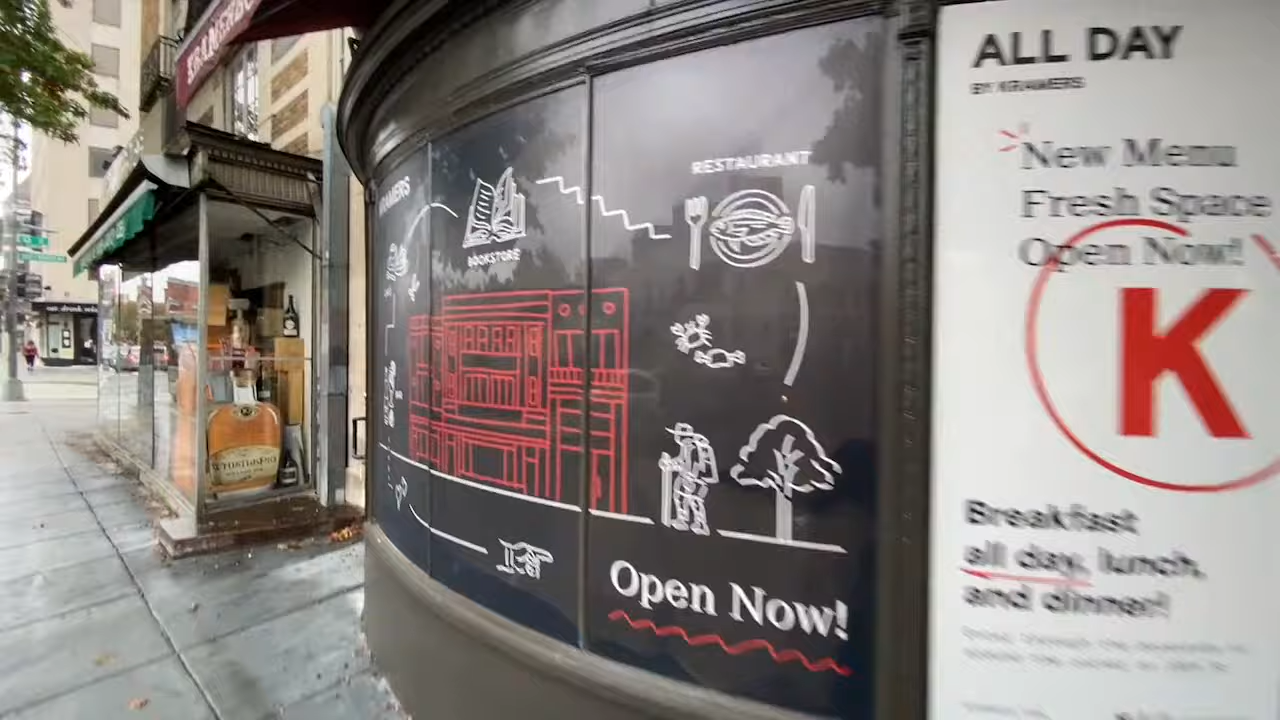 KRAMERS
BOOKSTORE
RESTAURANT
Open Now!
WHISTLEPIG
ALL DAY
BY KRAMERS
New Menu
Fresh Space
Open Now!
K
Breakfast
all day, lunch,
and dinner!